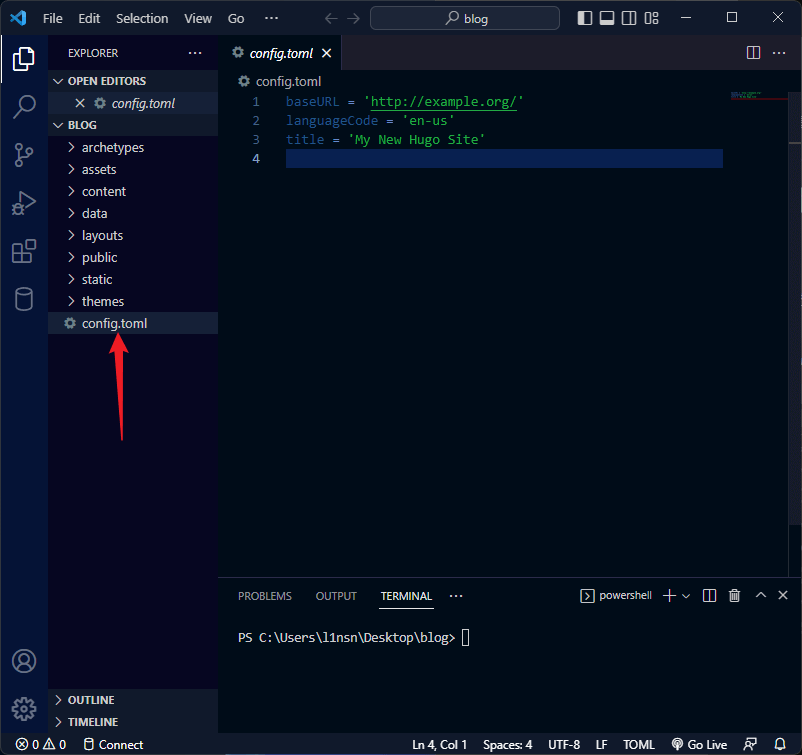 File Edit Selection View Go ··· blog
EXPLORER ···
OPEN EDITORS
config.toml
BLOG
archetypes
assets
content
data
layouts
public
static
themes
config.toml
OUTLINE
TIMELINE
config.toml ···
config.toml
1 baseURL = 'http://example.org/'
2 languageCode = 'en-us'
3 title = 'My New Hugo Site'
4
PROBLEMS OUTPUT TERMINAL ··· powershell
PS C:\Users\l1nsn\Desktop\blog>
0 0 Connect Ln 4, Col 1 Spaces: 4 UTF-8 LF TOML Go Live